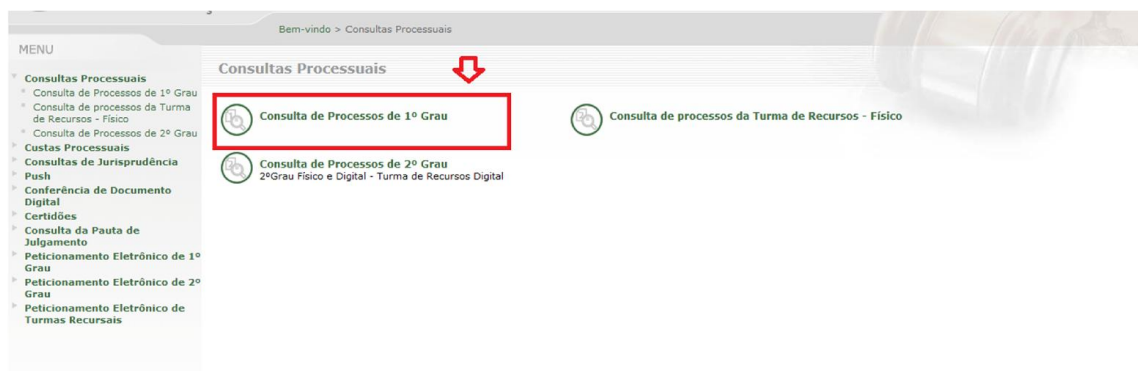 Bem-vindo > Consultas Processuais
MENU
Consultas Processuais
Consulta de Processos de 1º Grau
Consulta de processos da Turma
de Recursos - Físico
Consulta de Processos de 2º Grau
Custas Processuais
Consultas de Jurisprudência
Push
Conferência de Documento
Digital
Certidões
Consulta da Pauta de
Julgamento
Peticionamento Eletrônico de 1º
Grau
Peticionamento Eletrônico de 2º
Grau
Peticionamento Eletrônico de
Turmas Recursais
Consultas Processuais
Consulta de Processos de 1º Grau
Consulta de processos da Turma de Recursos - Físico
Consulta de Processos de 2º Grau
2ºGrau Físico e Digital - Turma de Recursos Digital